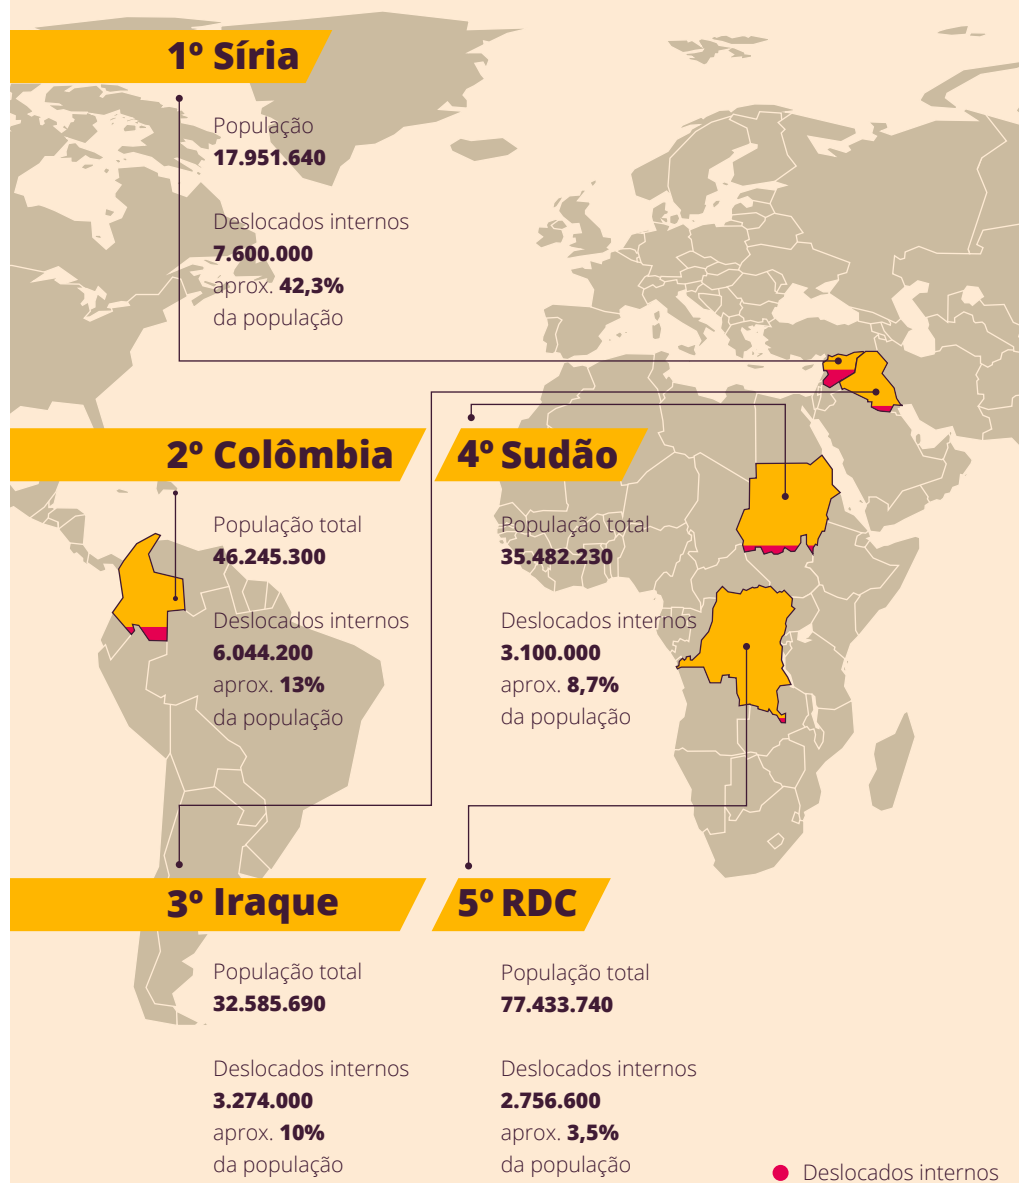 1º Síria
População
17.951.640
Deslocados internos
7.600.000
aprox. 42,3%
da população
2º Colômbia
População total
46.245.300
Deslocados internos
6.044.200
aprox. 13%
da população
4º Sudão
População total
35.482.230
Deslocados internos
3.100.000
aprox. 8,7%
da população
3º Iraque
População total
32.585.690
Deslocados internos
3.274.000
aprox. 10%
da população
5º RDC
População total
77.433.740
Deslocados internos
2.756.600
aprox. 3,5%
da população
Deslocados internos